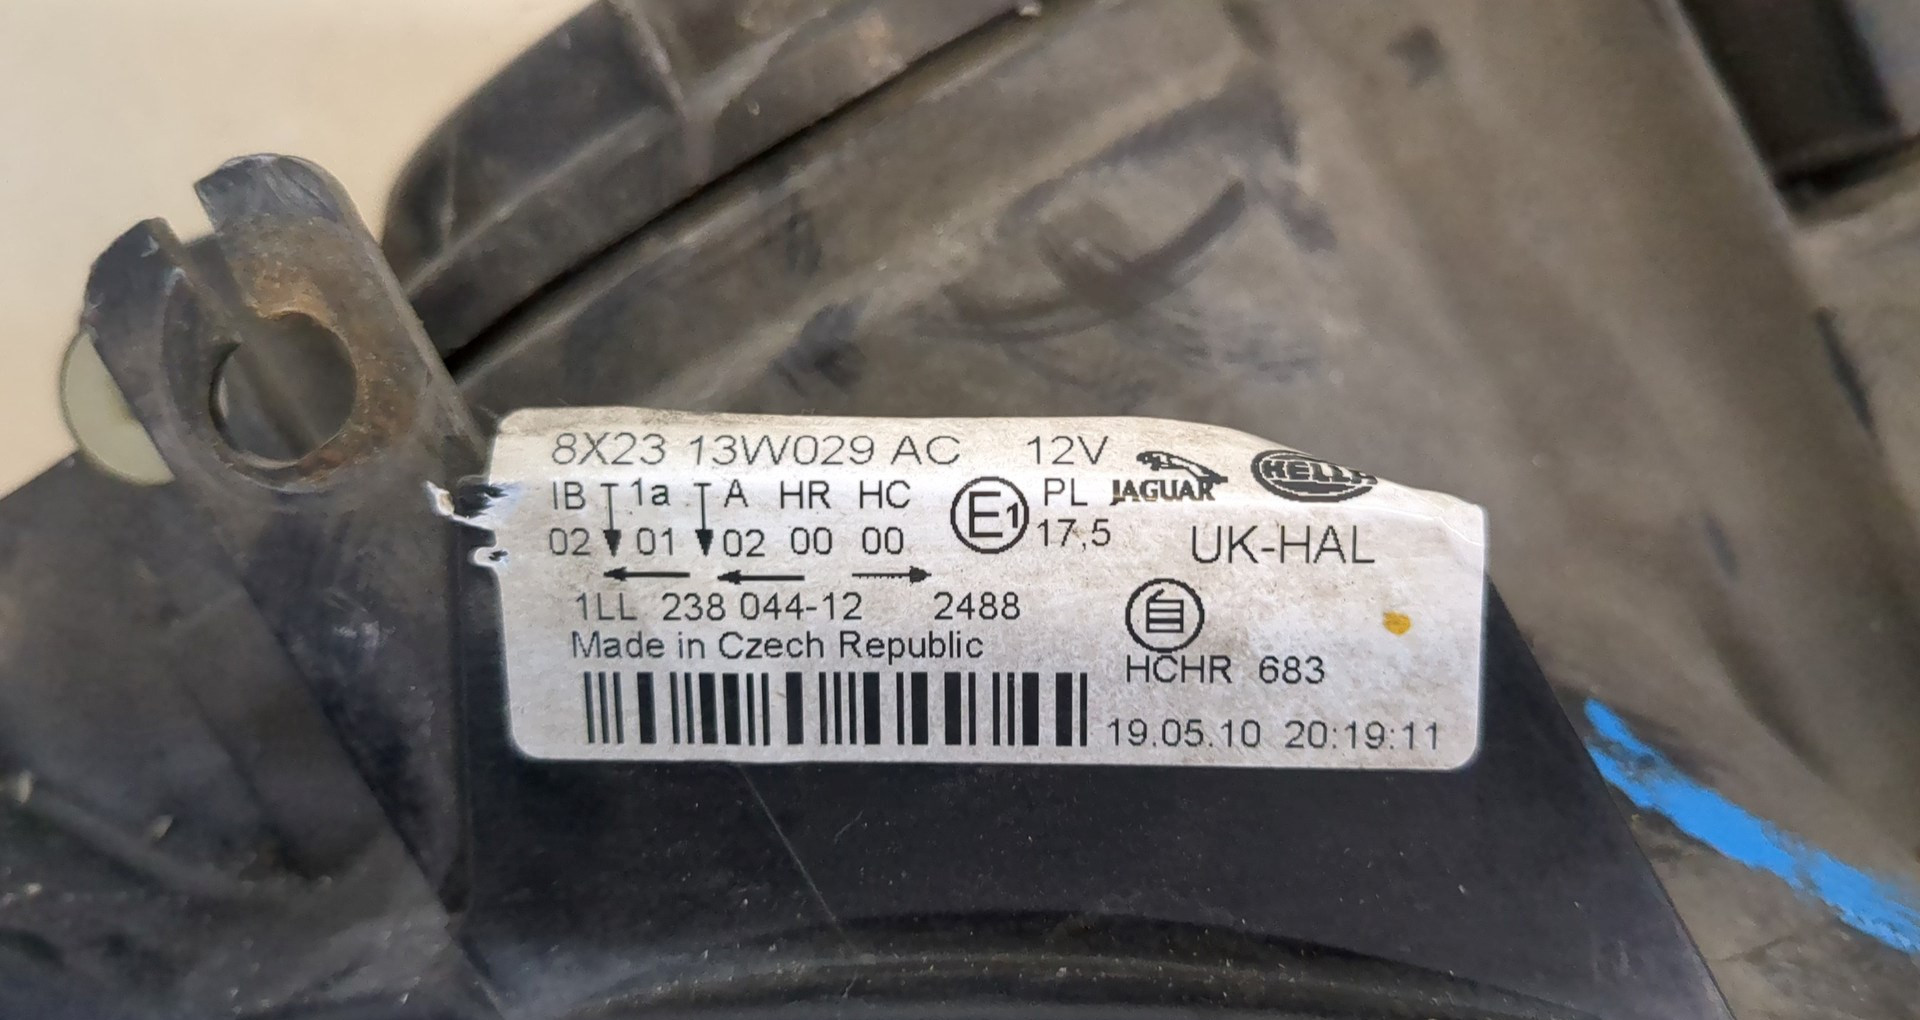 8X23 13W029 AC 12V
JAGUAR HELLA
IB 1a A HR HC E1 PL
02 01 02 00 00 17,5 UK-HAL
1LL 238 044-12 2488
Made in Czech Republic
HCHR 683
19.05.10 20:19:11